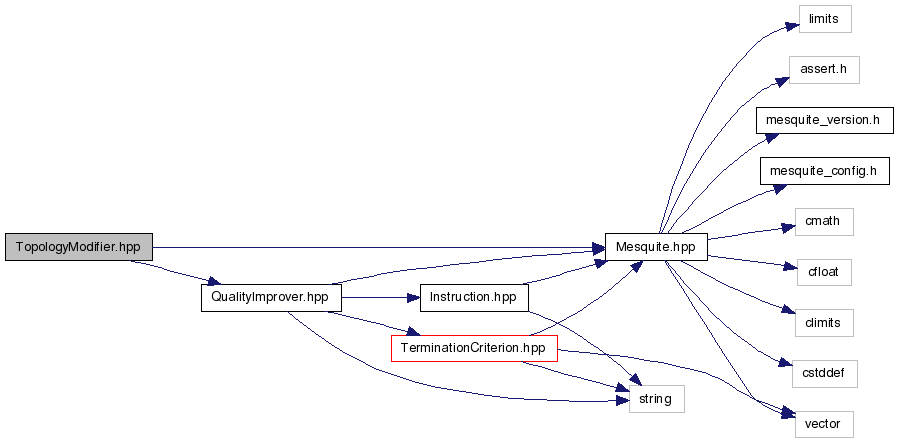 limits
assert.h
mesquite_version.h
mesquite_config.h
cmath
TopologyModifier.hpp
Mesquite.hpp
cfloat
QualityImprover.hpp
Instruction.hpp
climits
TerminationCriterion.hpp
cstddef
string
vector